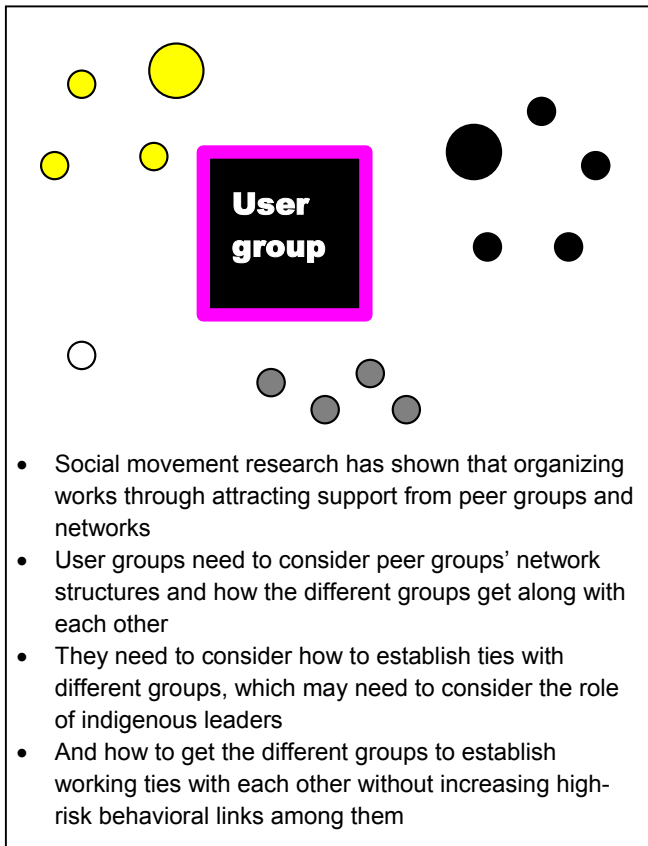 User
group
• Social movement research has shown that organizing
works through attracting support from peer groups and
networks
• User groups need to consider peer groups’ network
structures and how the different groups get along with
each other
• They need to consider how to establish ties with
different groups, which may need to consider the role
of indigenous leaders
• And how to get the different groups to establish
working ties with each other without increasing high-
risk behavioral links among them